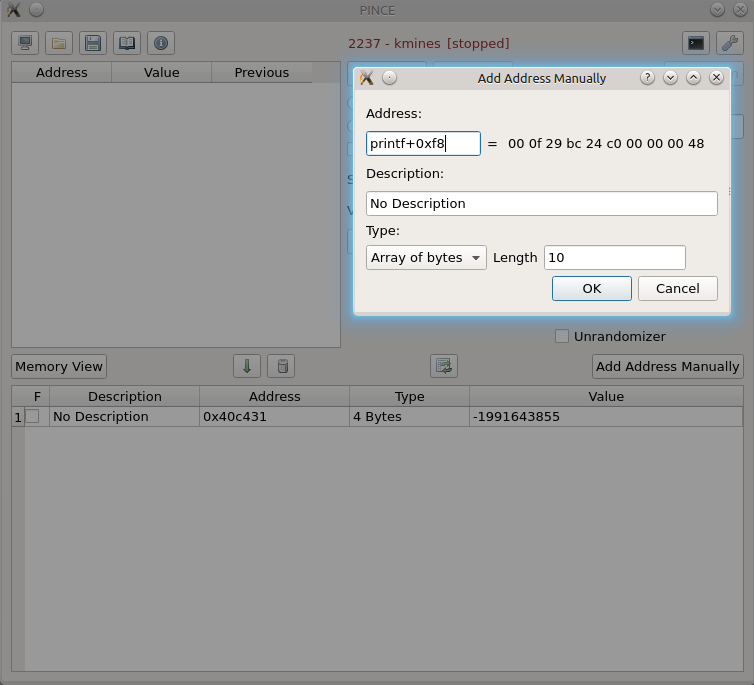 PINCE
2237 - kmines [stopped]
Address Value Previous
Add Address Manually
Address:
printf+0xf8 = 00 0f 29 bc 24 c0 00 00 00 48
Description:
No Description
Type:
Array of bytes Length 10
OK Cancel
Unrandomizer
Memory View Add Address Manually
F Description Address Type Value
1 No Description 0x40c431 4 Bytes -1991643855